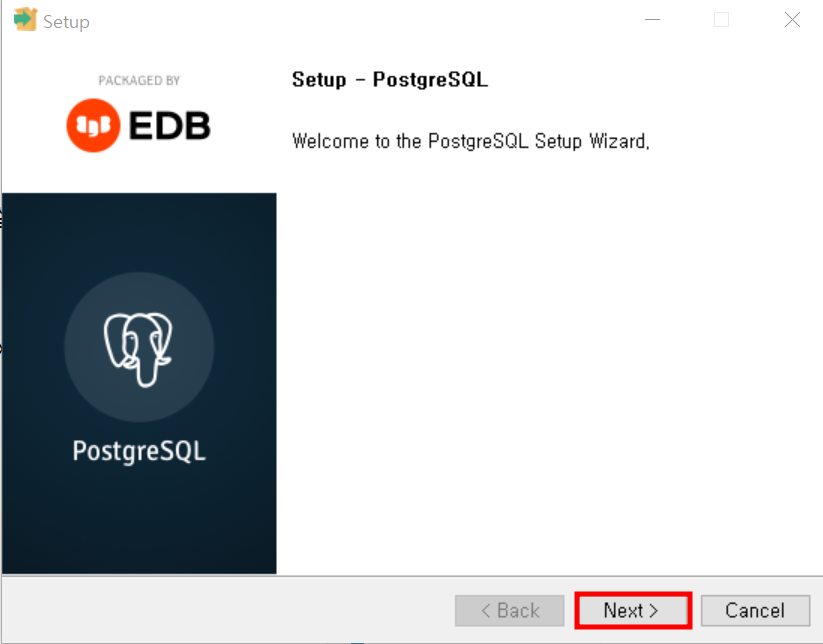 Setup
PACKAGED BY
EDB
Setup - PostgreSQL
Welcome to the PostgreSQL Setup Wizard.
PostgreSQL
< Back
Next >
Cancel